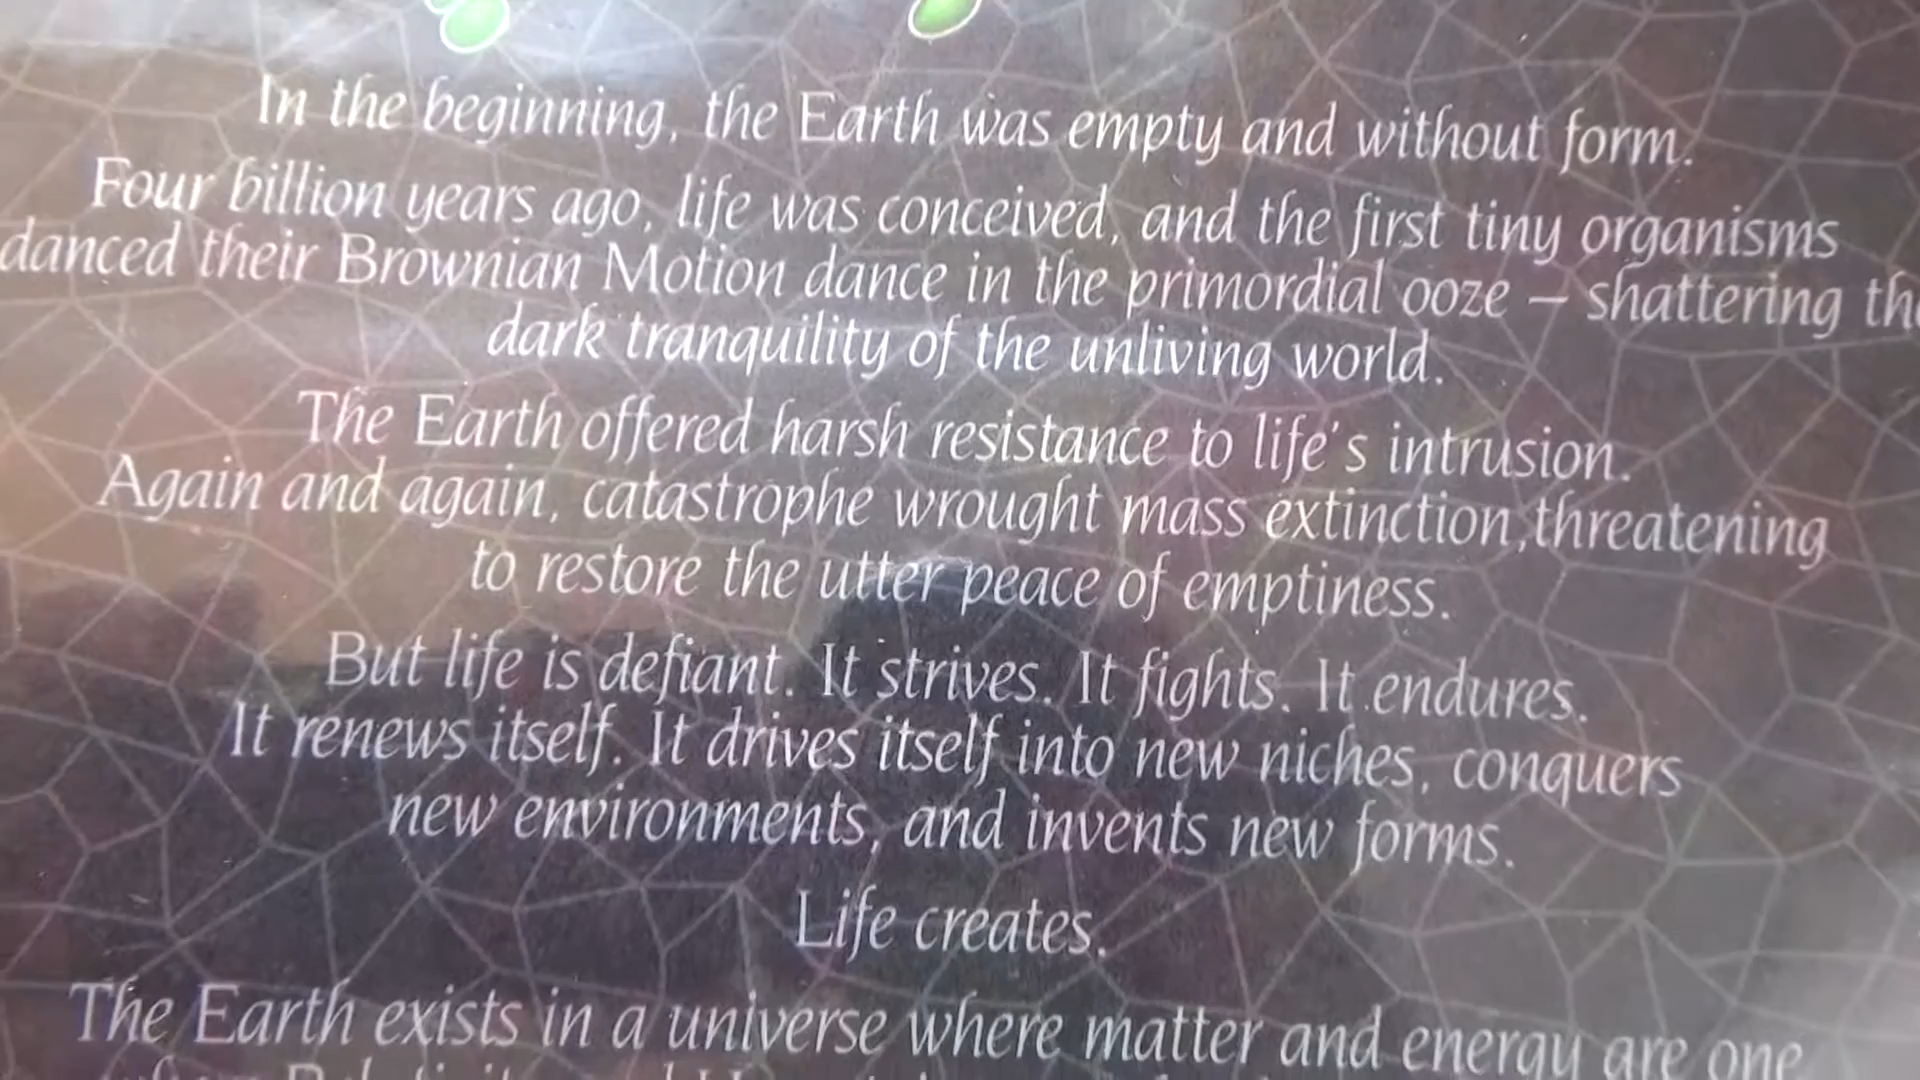 In the beginning, the Earth was empty and without form.
Four billion years ago, life was conceived, and the first tiny organisms
danced their Brownian Motion dance in the primordial ooze – shattering the
dark tranquility of the unliving world.
The Earth offered harsh resistance to life's intrusion.
Again and again, catastrophe wrought mass extinction,threatening
to restore the utter peace of emptiness.
But life is defiant. It strives. It fights. It endures.
It renews itself. It drives itself into new niches, conquers
new environments, and invents new forms.
Life creates.
The Earth exists in a universe where matter and energy are one